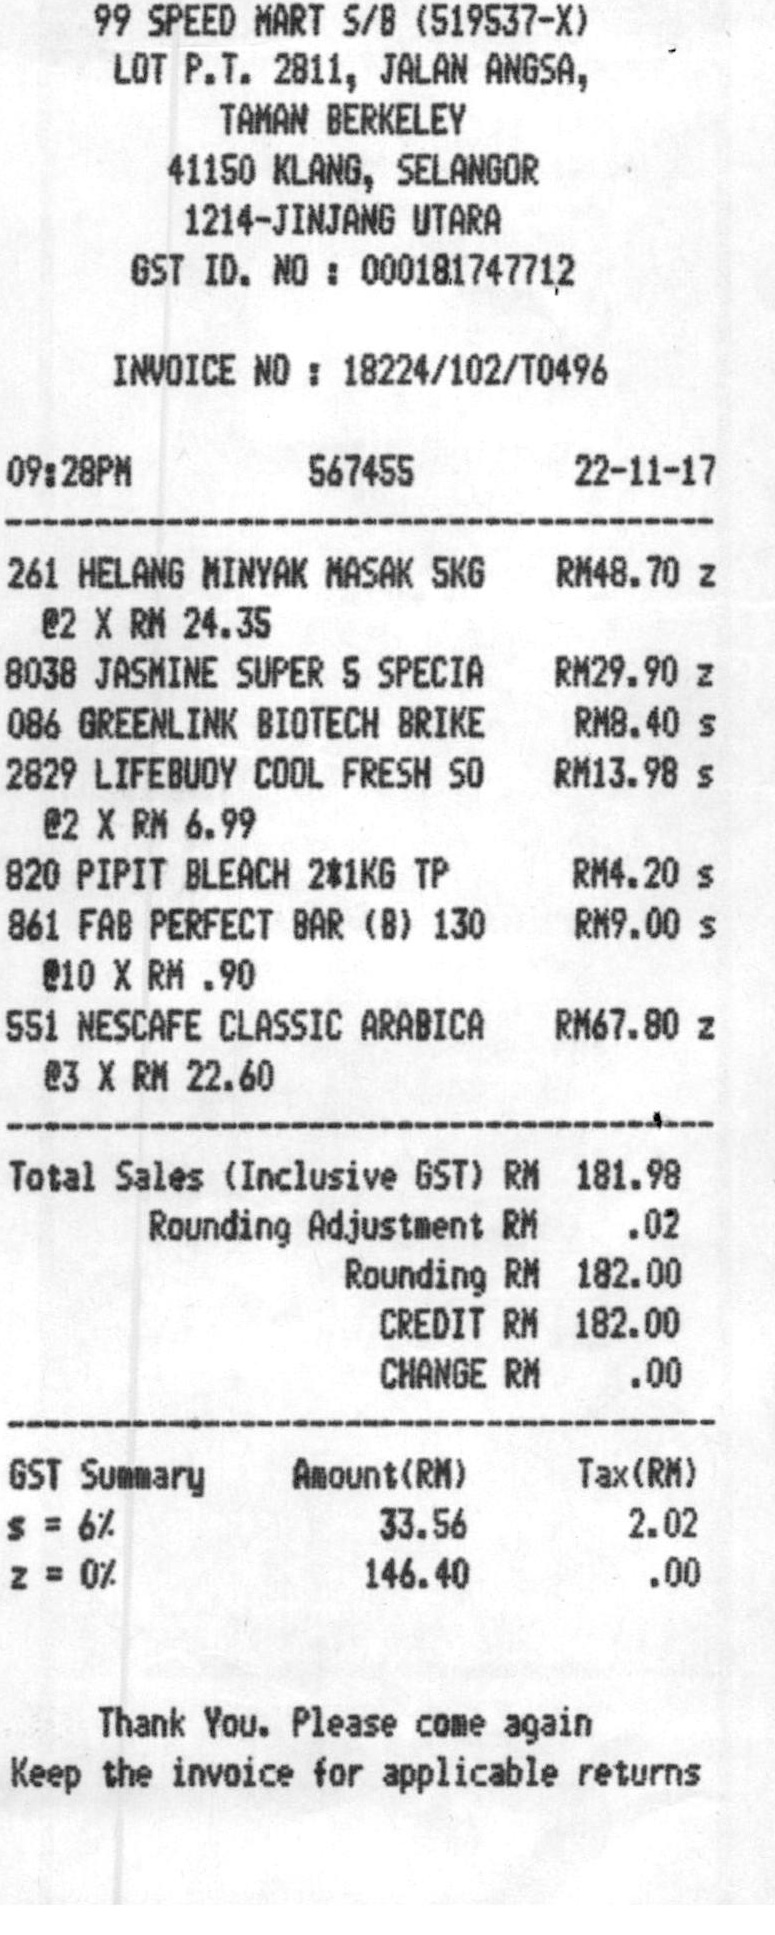 99 SPEED MART S/B (519537-X)
LOT P.T. 2811, JALAN ANGSA,
TAMAN BERKELEY
41150 KLANG, SELANGOR
1214-JINJANG UTARA
GST ID. NO : 000181747712
INVOICE NO : 18224/102/T0496
09:28PM 567455 22-11-17
261 HELANG MINYAK MASAK 5KG RM48.70 z
@2 X RM 24.35
8038 JASMINE SUPER 5 SPECIA RM29.90 z
086 GREENLINK BIOTECH BRIKE RM8.40 s
2829 LIFEBUOY COOL FRESH SO RM13.98 s
@2 X RM 6.99
820 PIPIT BLEACH 2*1KG TP RM4.20 s
861 FAB PERFECT BAR (B) 130 RM9.00 s
@10 X RM .90
551 NESCAFE CLASSIC ARABICA RM67.80 z
@3 X RM 22.60
Total Sales (Inclusive GST) RM 181.98
Rounding Adjustment RM .02
Rounding RM 182.00
CREDIT RM 182.00
CHANGE RM .00
GST Summary Amount(RM) Tax(RM)
s = 6% 33.56 2.02
z = 0% 146.40 .00
Thank You. Please come again
Keep the invoice for applicable returns